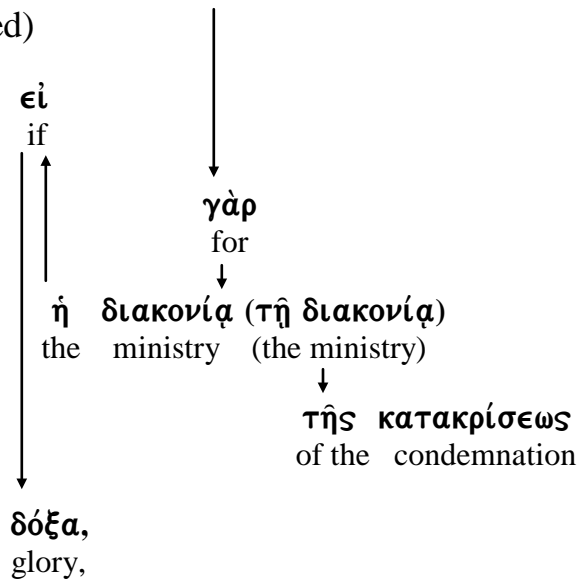 ed)
εἰ
if
γὰρ
for
ἡ διακονίᾳ (τῇ διακονίᾳ)
the ministry (the ministry)
τῆς κατακρίσεως
of the condemnation
δόξα,
glory,